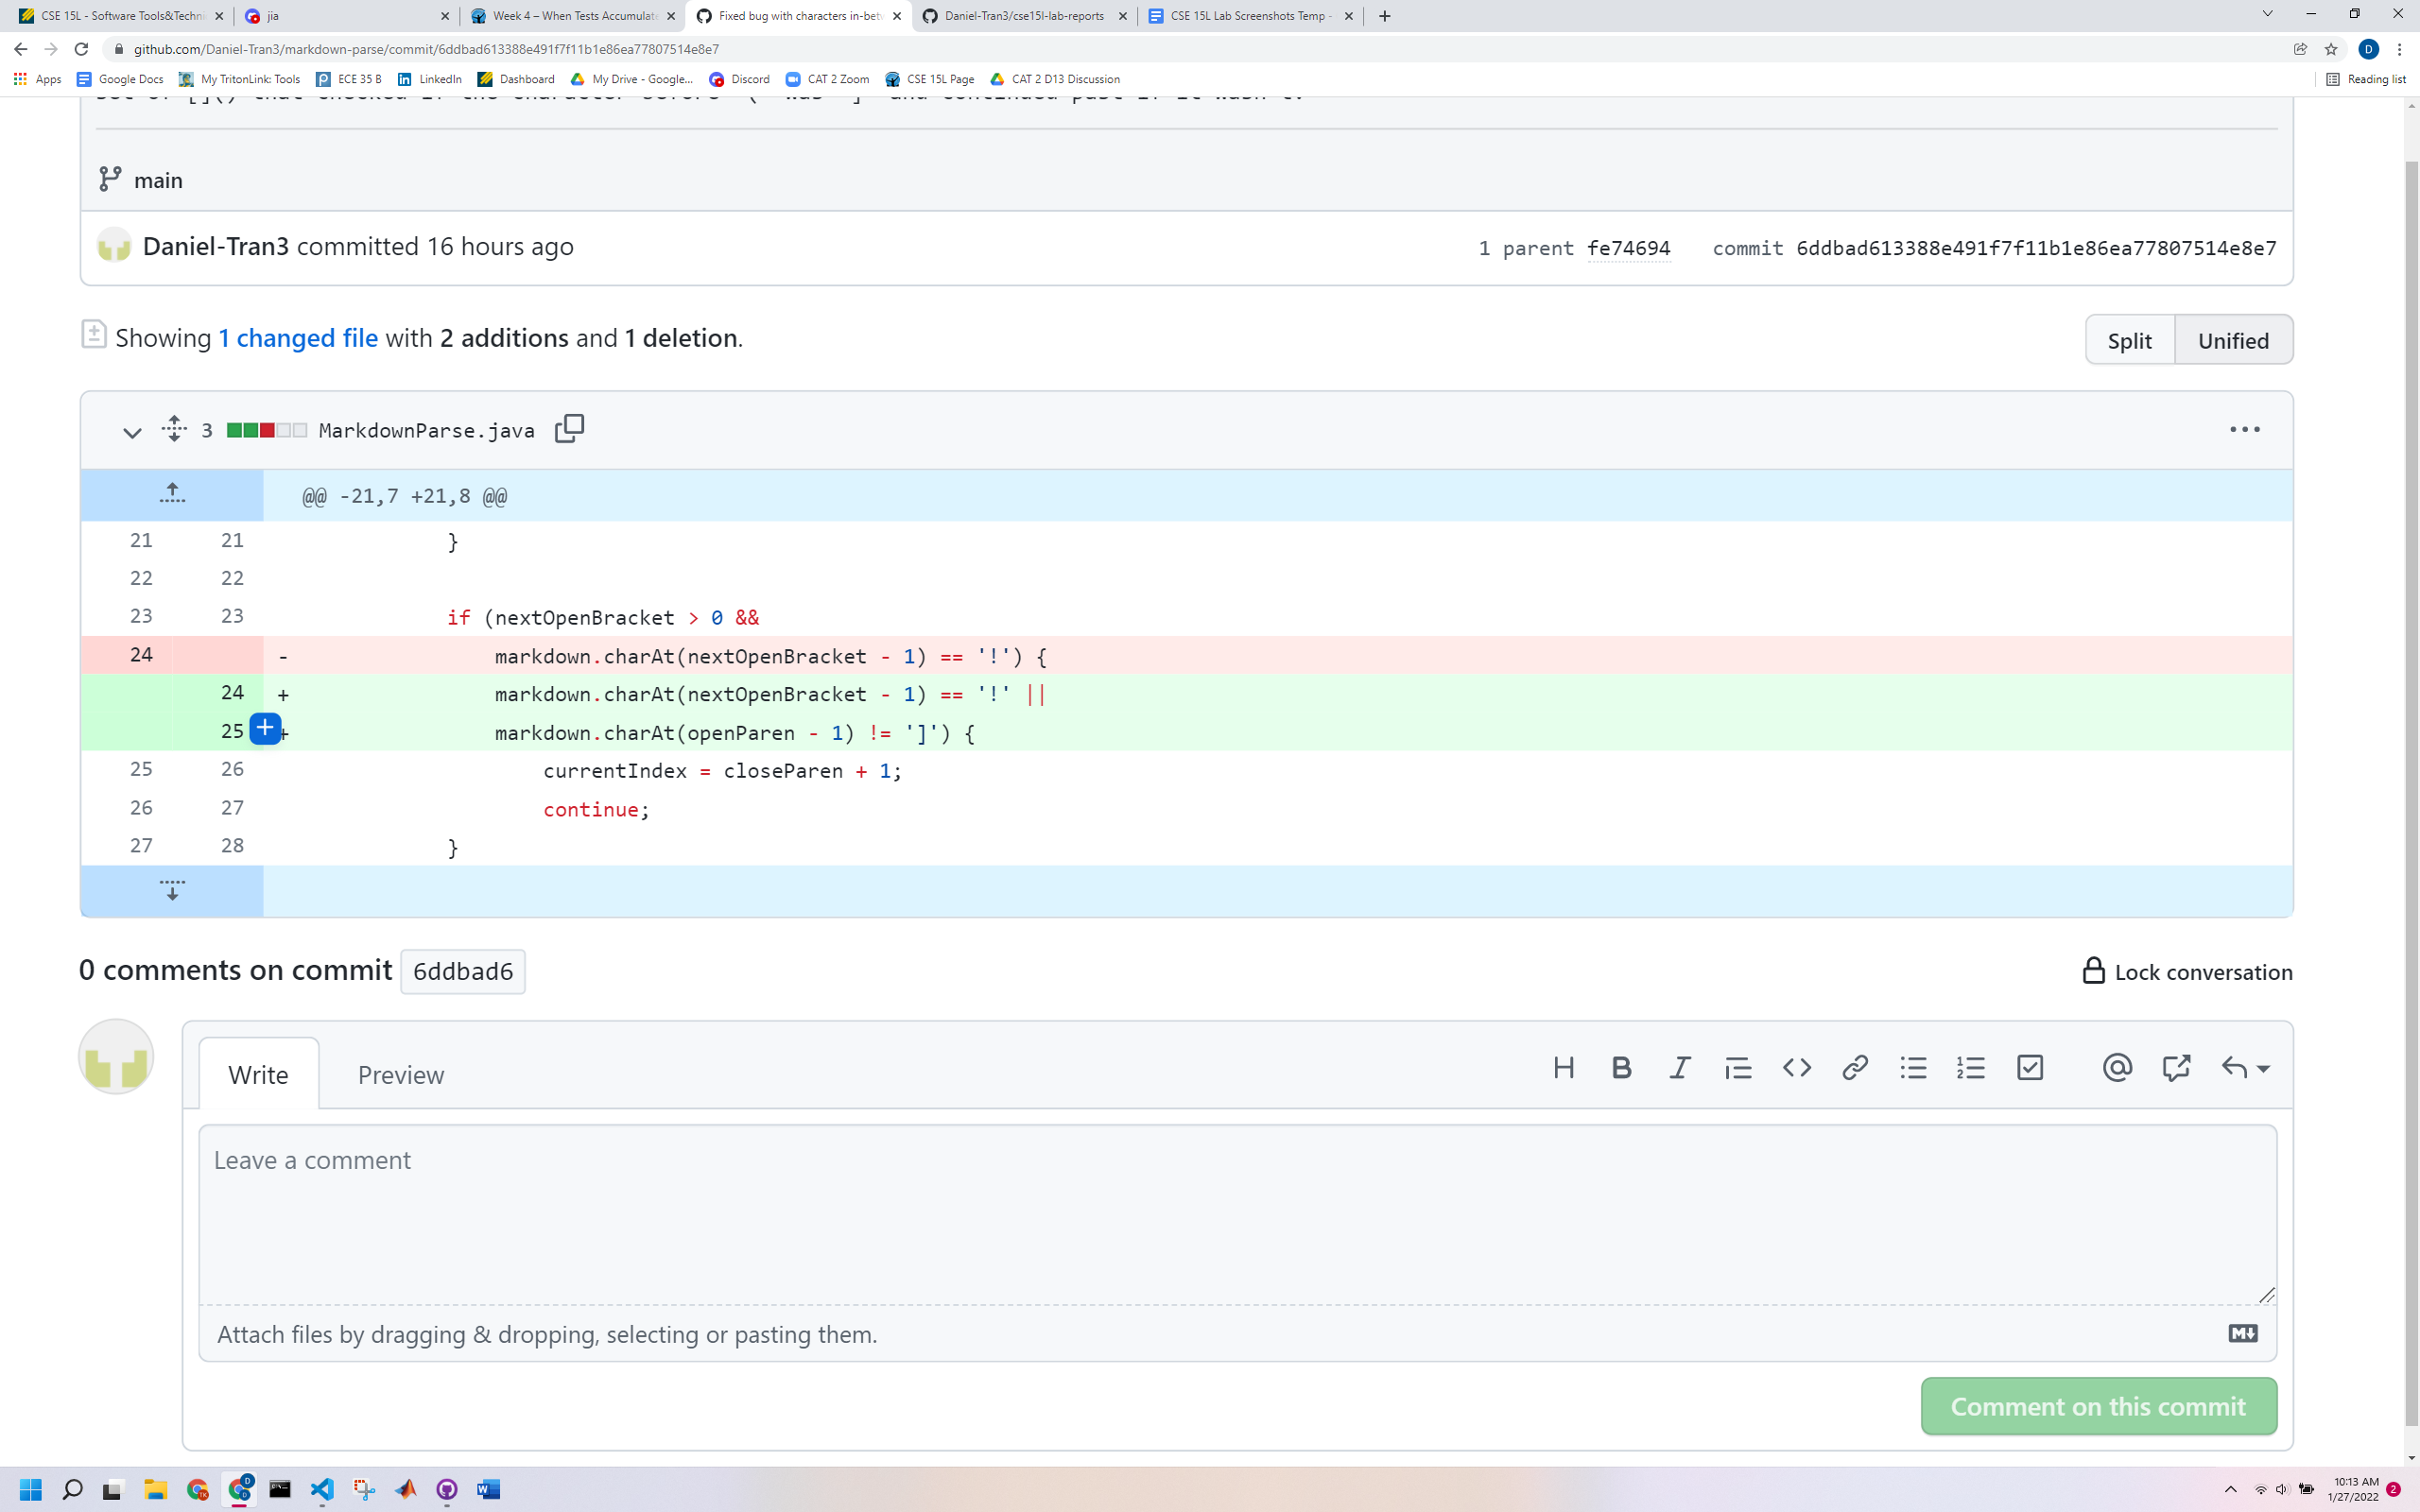 CSE 15L - Software Tools&Techni
jia
Week 4 – When Tests Accumulate
Fixed bug with characters in-betw
Daniel-Tran3/cse15l-lab-reports
CSE 15L Lab Screenshots Temp -
github.com/Daniel-Tran3/markdown-parse/commit/6ddbad613388e491f7f11b1e86ea77807514e8e7
D
Apps
Google Docs
My TritonLink: Tools
ECE 35 B
LinkedIn
Dashboard
My Drive - Google...
Discord
CAT 2 Zoom
CSE 15L Page
CAT 2 D13 Discussion
Reading list
main
Daniel-Tran3 committed 16 hours ago
1 parent fe74694 commit 6ddbad613388e491f7f11b1e86ea77807514e8e7
Showing 1 changed file with 2 additions and 1 deletion.
Split Unified
3 MarkdownParse.java
@@ -21,7 +21,8 @@
21 21 }
22 22
23 23 if (nextOpenBracket > 0 &&
24 - markdown.charAt(nextOpenBracket - 1) == '!') {
24 + markdown.charAt(nextOpenBracket - 1) == '!' ||
25 + markdown.charAt(openParen - 1) != ']') {
25 26 currentIndex = closeParen + 1;
26 27 continue;
27 28 }
0 comments on commit 6ddbad6
Lock conversation
Write Preview
Leave a comment
Attach files by dragging & dropping, selecting or pasting them.
Comment on this commit
10:13 AM
1/27/2022
2